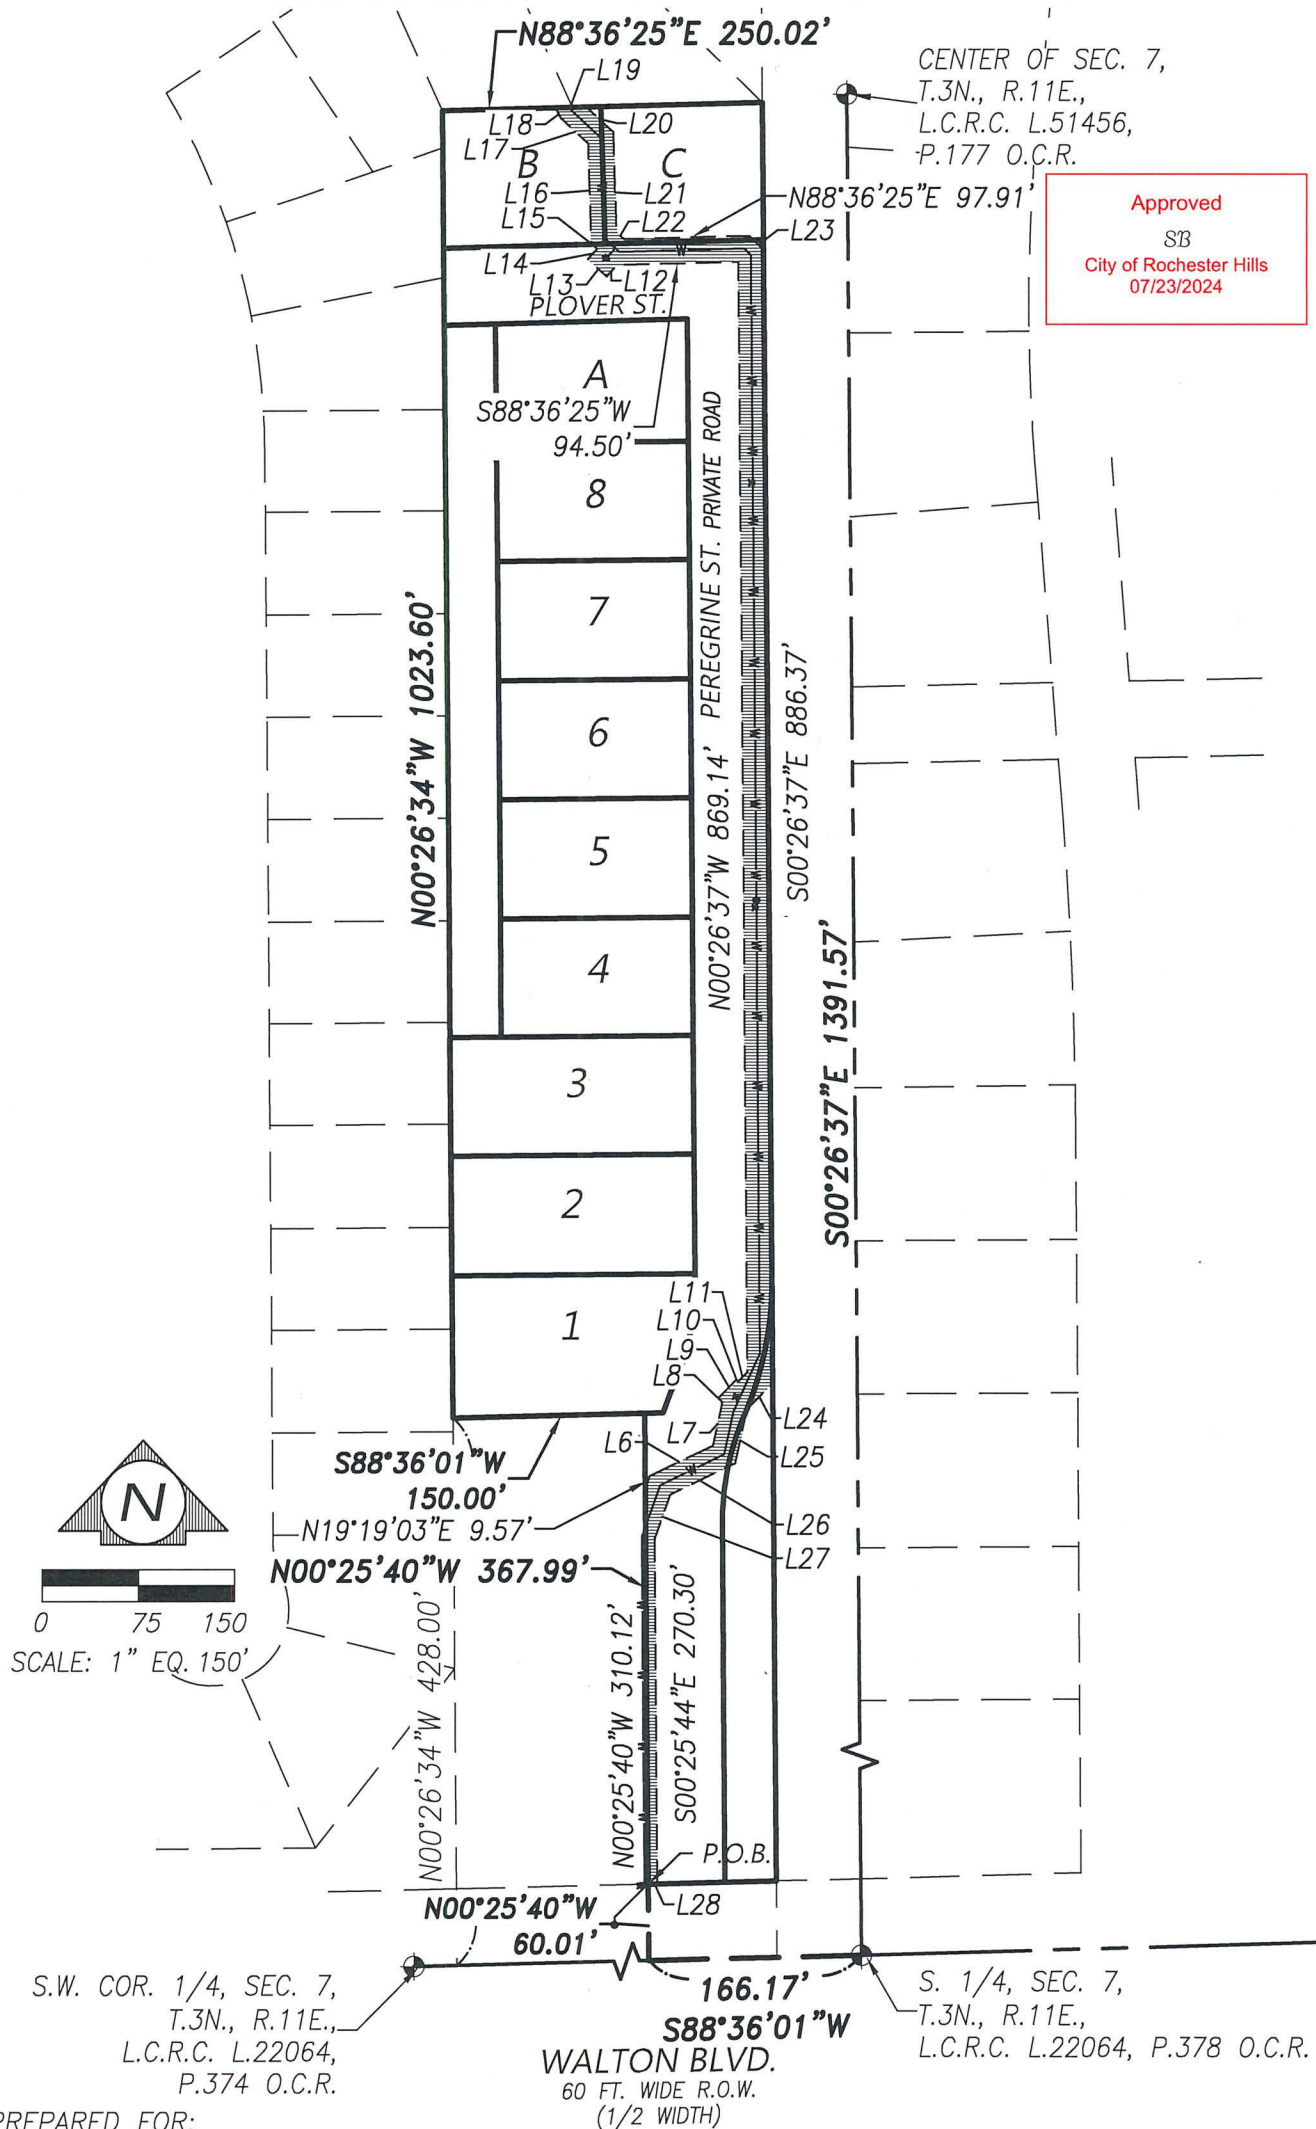 N88°36'25"E 250.02'
CENTER OF SEC. 7,
T.3N., R.11E.,
L.C.R.C. L.51456,
P.177 O.C.R.
L19
L18
L20
L17
B
C
L16
L21
N88°36'25"E 97.91'
L15
L22
L23
Approved
SB
City of Rochester Hills
07/23/2024
L14
W
L13
L12
PLOVER ST.
A
S88°36'25"W
94.50'
8
7
6
5
4
3
2
1
PEREGRINE ST. PRIVATE ROAD
N00°26'34"W 1023.60'
N00°26'37"W 869.14'
S00°26'37"E 886.37'
S00°26'37"E 1391.57'
L11
L10
L9
L8
L7
L24
L6
L25
S88°36'01"W
150.00'
W
L26
N19°19'03"E 9.57'
L27
N00°25'40"W 367.99'
N
0 75 150
SCALE: 1" EQ. 150'
N00°26'34"W 428.00'
N00°25'40"W 310.12'
S00°25'44"E 270.30'
P.O.B.
L28
N00°25'40"W
60.01'
S.W. COR. 1/4, SEC. 7,
T.3N., R.11E.,
L.C.R.C. L.22064,
P.374 O.C.R.
166.17'
S88°36'01"W
S. 1/4, SEC. 7,
T.3N., R.11E.,
L.C.R.C. L.22064, P.378 O.C.R.
WALTON BLVD.
60 FT. WIDE R.O.W.
(1/2 WIDTH)
PREPARED FOR: